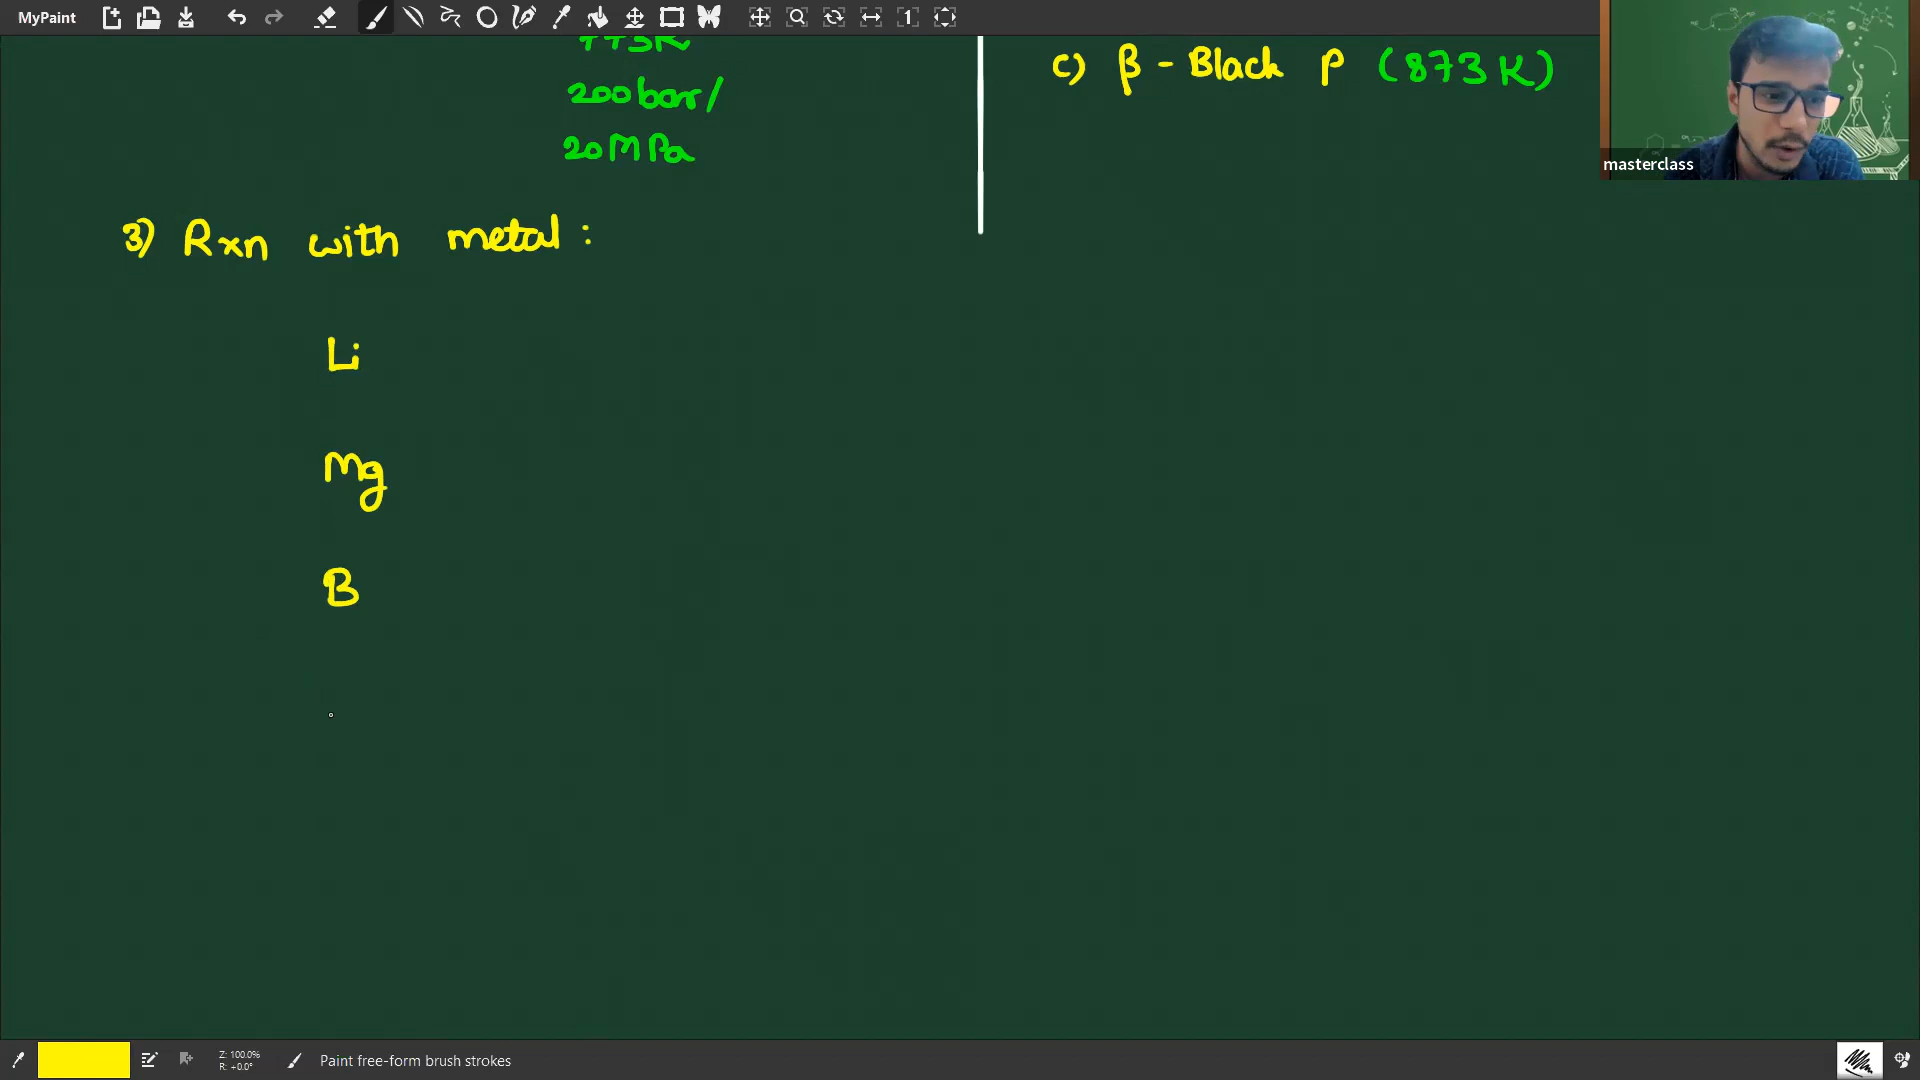 MyPaint
200 bar/
20 MPa
c) β - Black P (873 K)
masterclass
3) Rxn with metal :
Li
Mg
B
Z: 100.0%
R: +0.0°
Paint free-form brush strokes